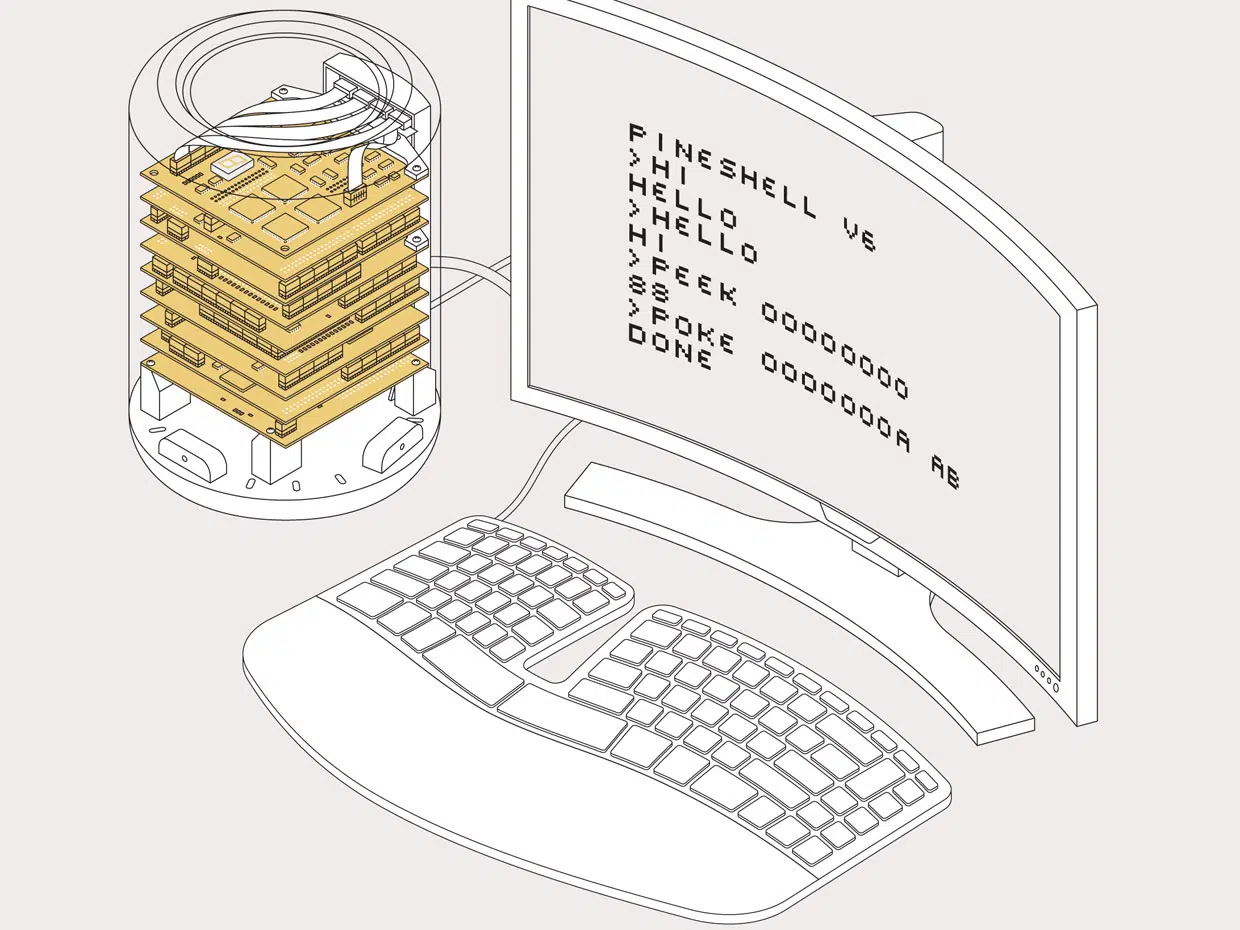 PINESHELL V6
>HI
HELLO
>HELLO
HI
>PEEK 00000000
88
>POKE 0000000A AB
DONE